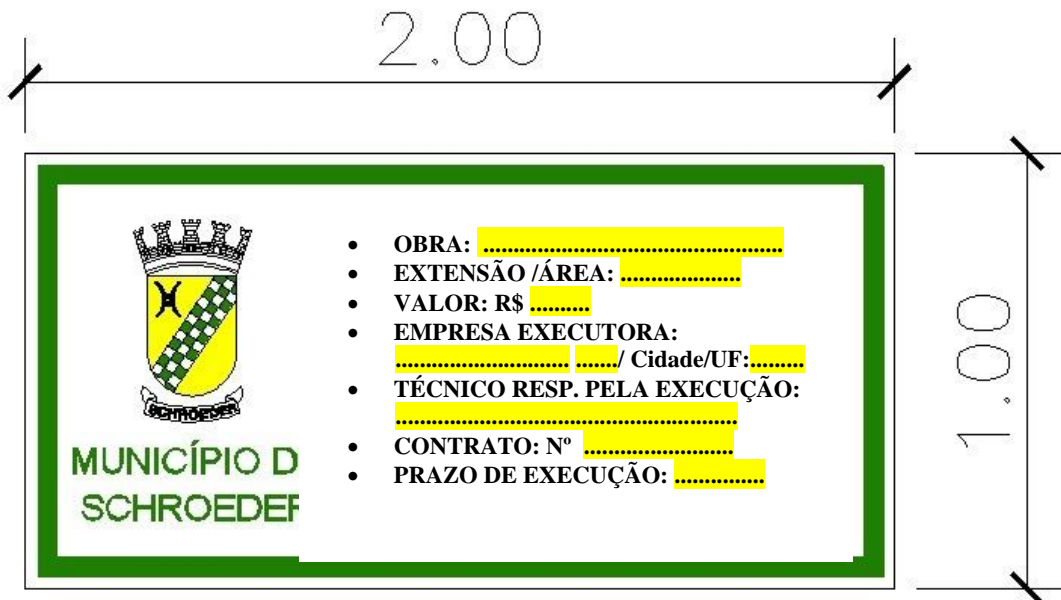 2.00
SCHROEDER
MUNICÍPIO D
SCHROEDER
• OBRA: ..................................................
• EXTENSÃO /ÁREA: ....................
• VALOR: R$ ..........
• EMPRESA EXECUTORA:
............................. ......./ Cidade/UF:.........
• TÉCNICO RESP. PELA EXECUÇÃO:
.........................................................
• CONTRATO: Nº .........................
• PRAZO DE EXECUÇÃO: ...............
1.00